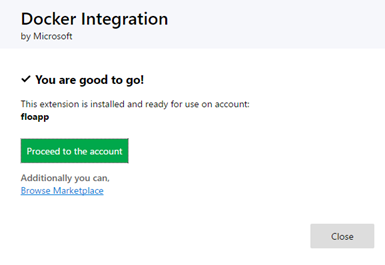 Docker Integration
by Microsoft
✓ You are good to go!
This extension is installed and ready for use on account:
floapp
Proceed to the account
Additionally you can,
Browse Marketplace
Close